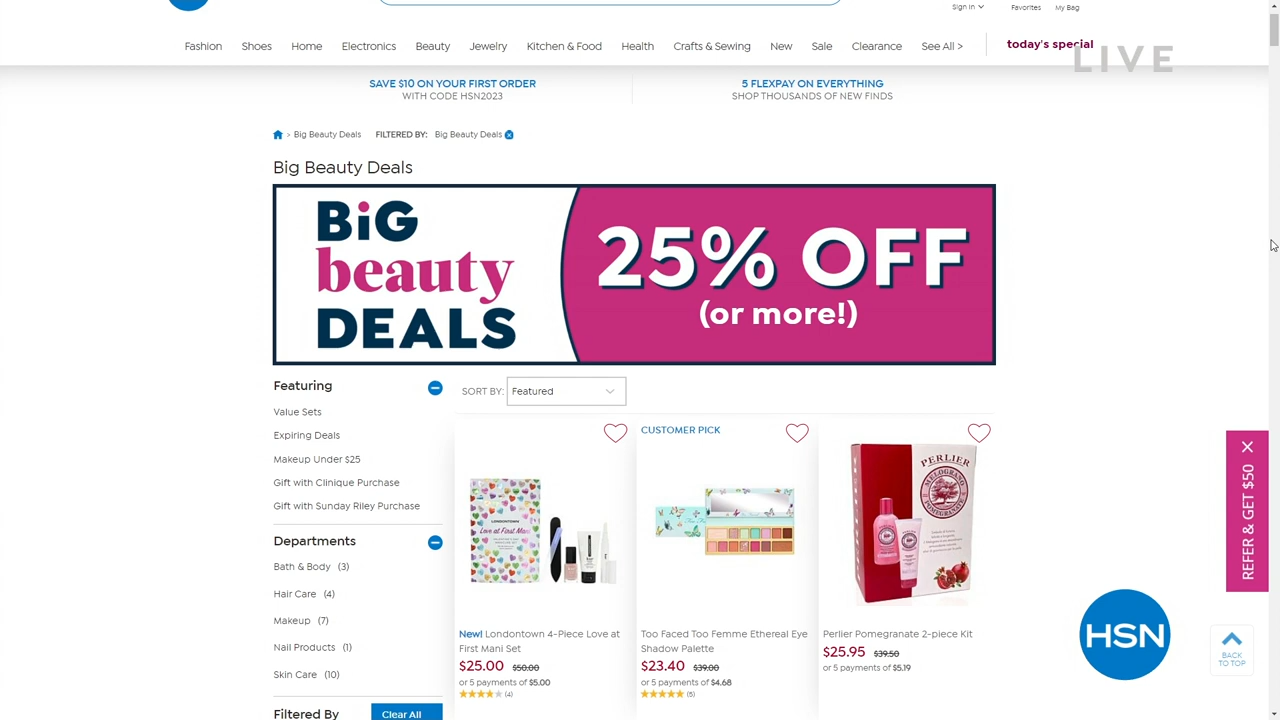 Sign In
Favorites
My Bag
Fashion
Shoes
Home
Electronics
Beauty
Jewelry
Kitchen & Food
Health
Crafts & Sewing
New
Sale
Clearance
See All >
today's special
LIVE
SAVE $10 ON YOUR FIRST ORDER
WITH CODE HSN2023
5 FLEXPAY ON EVERYTHING
SHOP THOUSANDS OF NEW FINDS
> Big Beauty Deals
FILTERED BY: Big Beauty Deals
Big Beauty Deals
BiG
beauty
DEALS
25% OFF
(or more!)
Featuring
Value Sets
Expiring Deals
Makeup Under $25
Gift with Clinique Purchase
Gift with Sunday Riley Purchase
Departments
Bath & Body (3)
Hair Care (4)
Makeup (7)
Nail Products (1)
Skin Care (10)
Filtered By
Clear All
SORT BY: Featured
LONDONTOWN
Love at First Mani
New! Londontown 4-Piece Love at
First Mani Set
$25.00 $50.00
or 5 payments of $5.00
(4)
CUSTOMER PICK
Too Faced Too Femme Ethereal Eye
Shadow Palette
$23.40 $39.00
or 5 payments of $4.68
(5)
PERLIER
Perlier Pomegranate 2-piece Kit
$25.95 $39.50
or 5 payments of $5.19
REFER & GET $50
HSN
BACK
TO TOP